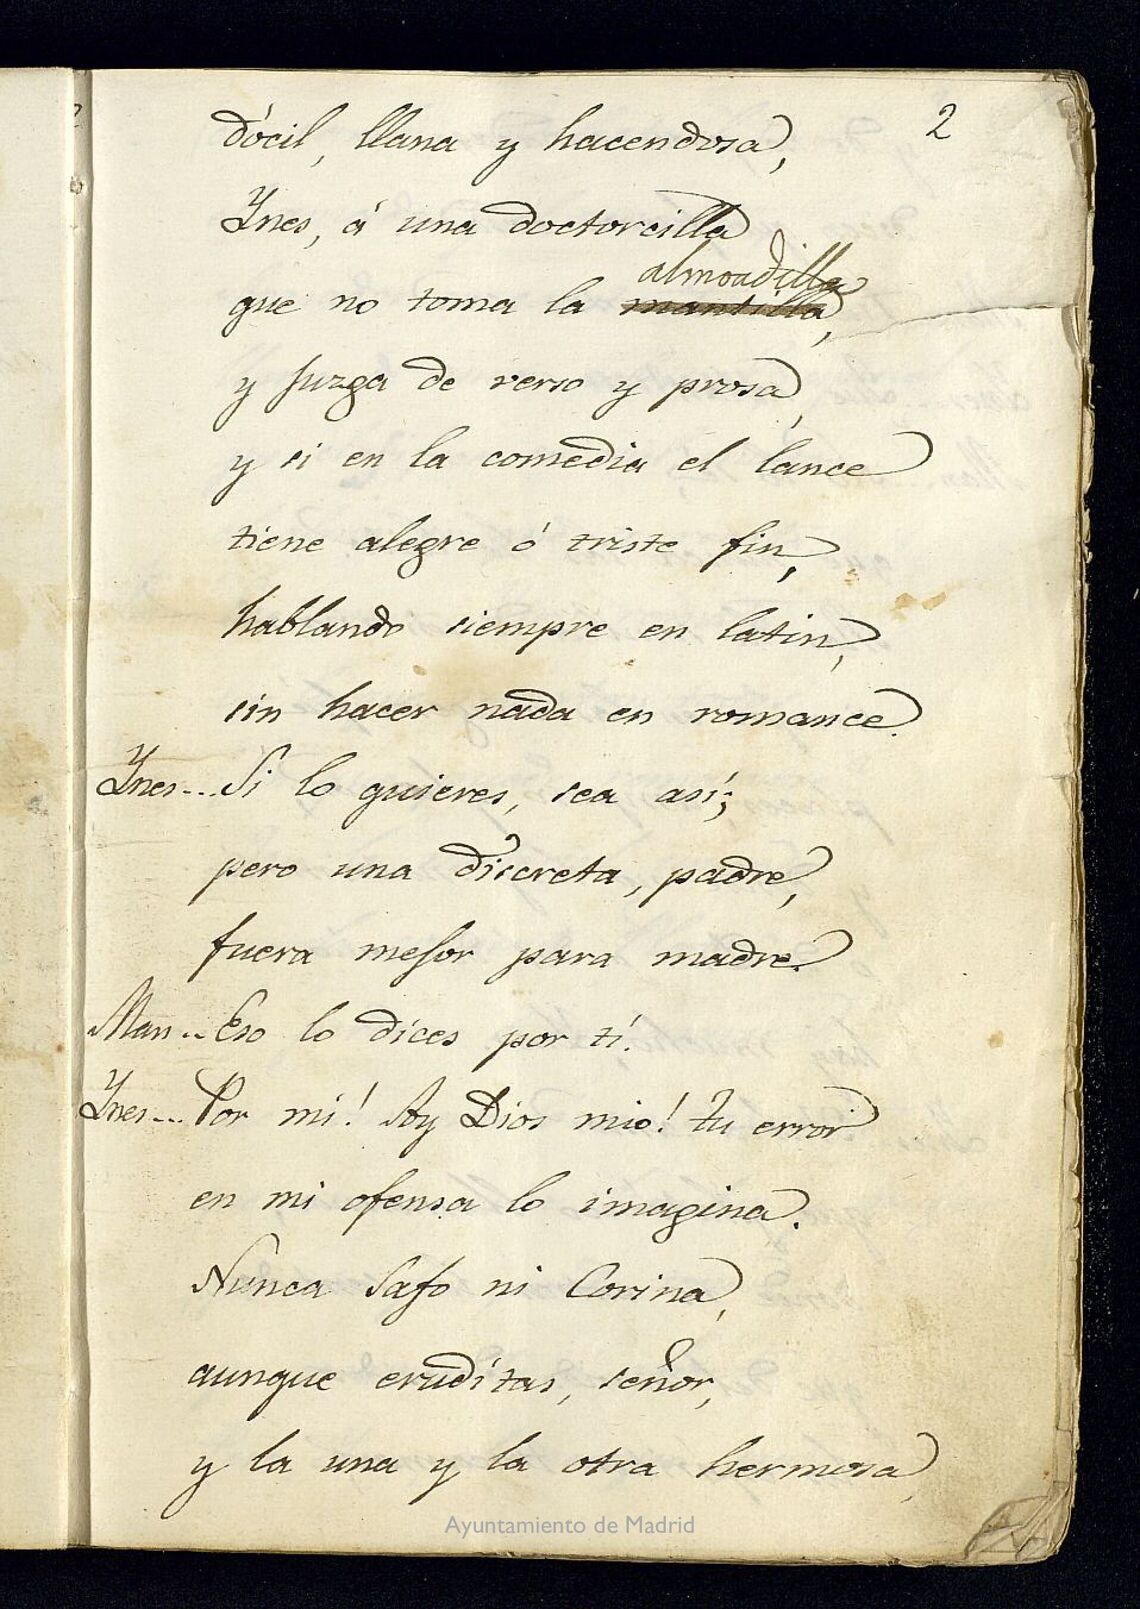 2
dócil, llana y hacendosa,
Ynes, á una doctorcilla
almoadilla
que no toma la mantilla,
y juzga de verso y prosa,
y si en la comedia el lance
tiene alegre ó triste fin,
hablando siempre en latin,
sin hacer nada en romance.
Ynes... Si lo quieres, sea así;
pero una discreta, padre,
fuera mejor para madre.
Man... Eso lo dices por tí.
Ynes... Por mí! Ay Dios mio! tu error
en mi ofensa lo imagina.
Nunca Safo ni Corina,
aunque eruditas, señor,
y la una y la otra hermosa,
Ayuntamiento de Madrid